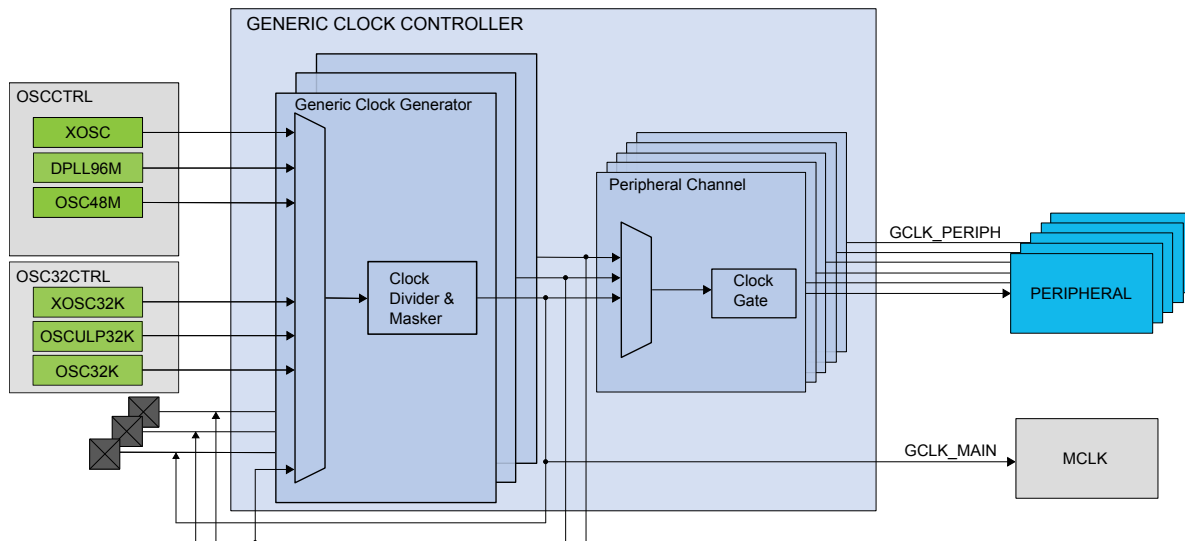 GENERIC CLOCK CONTROLLER
OSCCTRL
XOSC
DPLL96M
OSC48M
OSC32CTRL
XOSC32K
OSCULP32K
OSC32K
Generic Clock Generator
Clock
Divider &
Masker
Peripheral Channel
Clock
Gate
GCLK_PERIPH
PERIPHERAL
GCLK_MAIN
MCLK